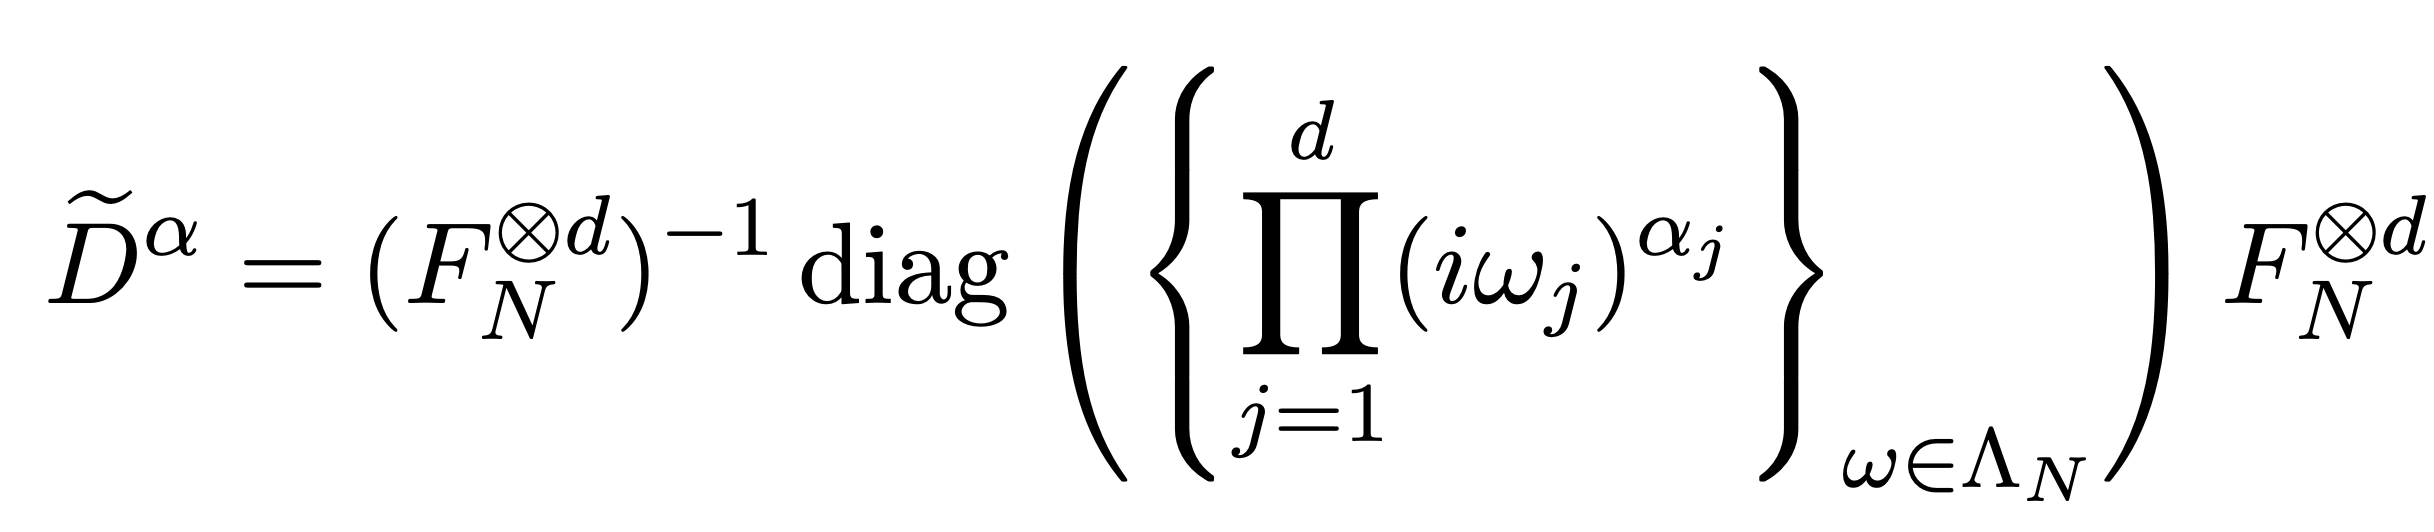 $\widetilde{D}^{\alpha} = (F_N^{\otimes d})^{-1} \operatorname{diag}\left(\left\{\prod_{j=1}^{d}(i\omega_j)^{\alpha_j}\right\}_{\omega\in\Lambda_N}\right) F_N^{\otimes d}$